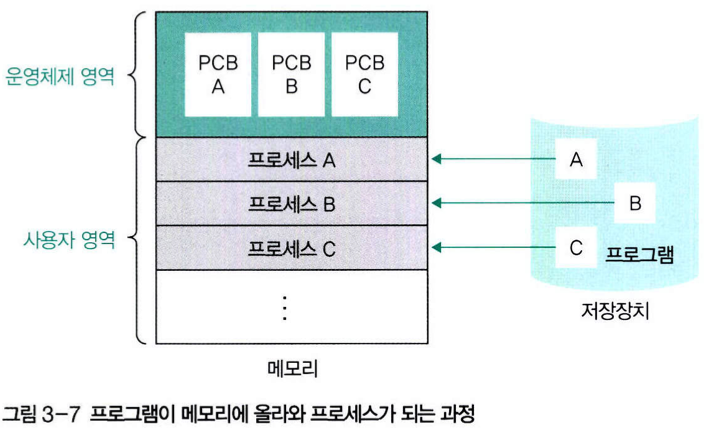 운영체제 영역
PCB
A
PCB
B
PCB
C
프로세스 A
프로세스 B
프로세스 C
⋮
사용자 영역
메모리
A
B
C
프로그램
저장장치
그림 3-7 프로그램이 메모리에 올라와 프로세스가 되는 과정